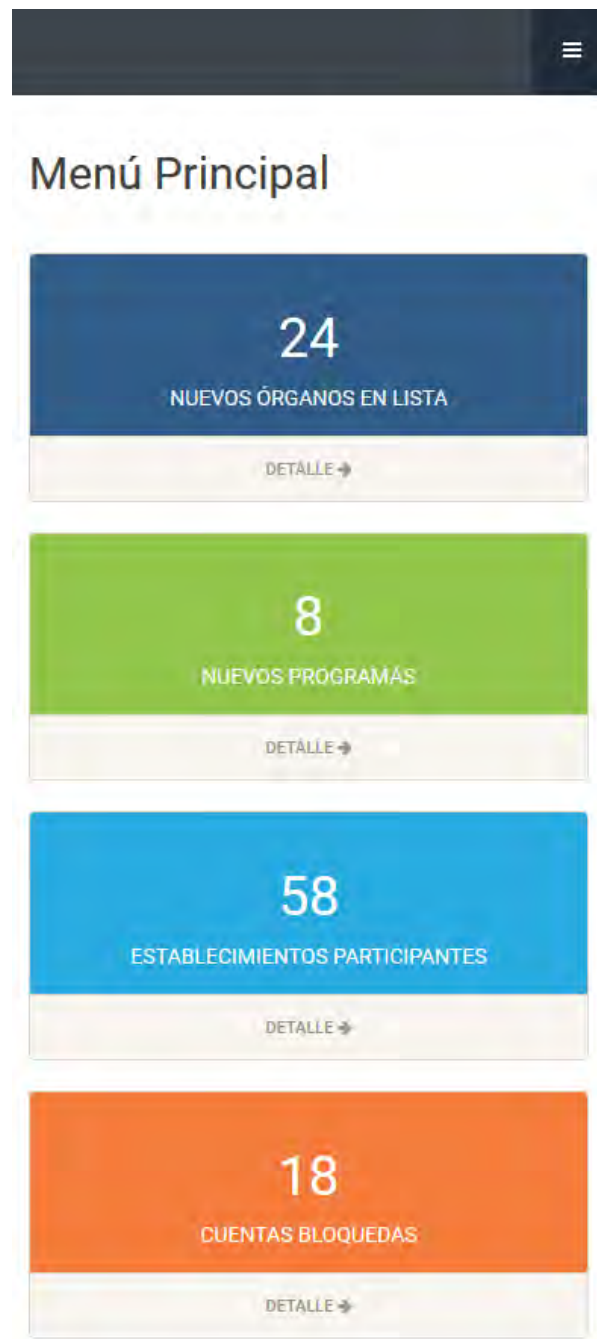 Menú Principal
24
NUEVOS ÓRGANOS EN LISTA
DETALLE
8
NUEVOS PROGRAMAS
DETALLE
58
ESTABLECIMIENTOS PARTICIPANTES
DETALLE
18
CUENTAS BLOQUEDAS
DETALLE